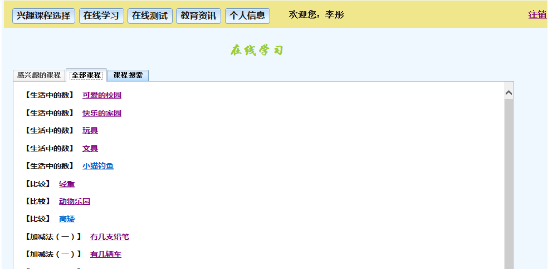 兴趣课程选择 在线学习 在线测试 教育资讯 个人信息 欢迎您，李彤 注销
在线学习
感兴趣的课程 全部课程 课程搜索
【生活中的数】 可爱的校园
【生活中的数】 快乐的家园
【生活中的数】 玩具
【生活中的数】 文具
【生活中的数】 小猫钓鱼
【比较】 轻重
【比较】 动物乐园
【比较】 高矮
【加减法（一）】 有几支铅笔
【加减法（一）】 有几辆车